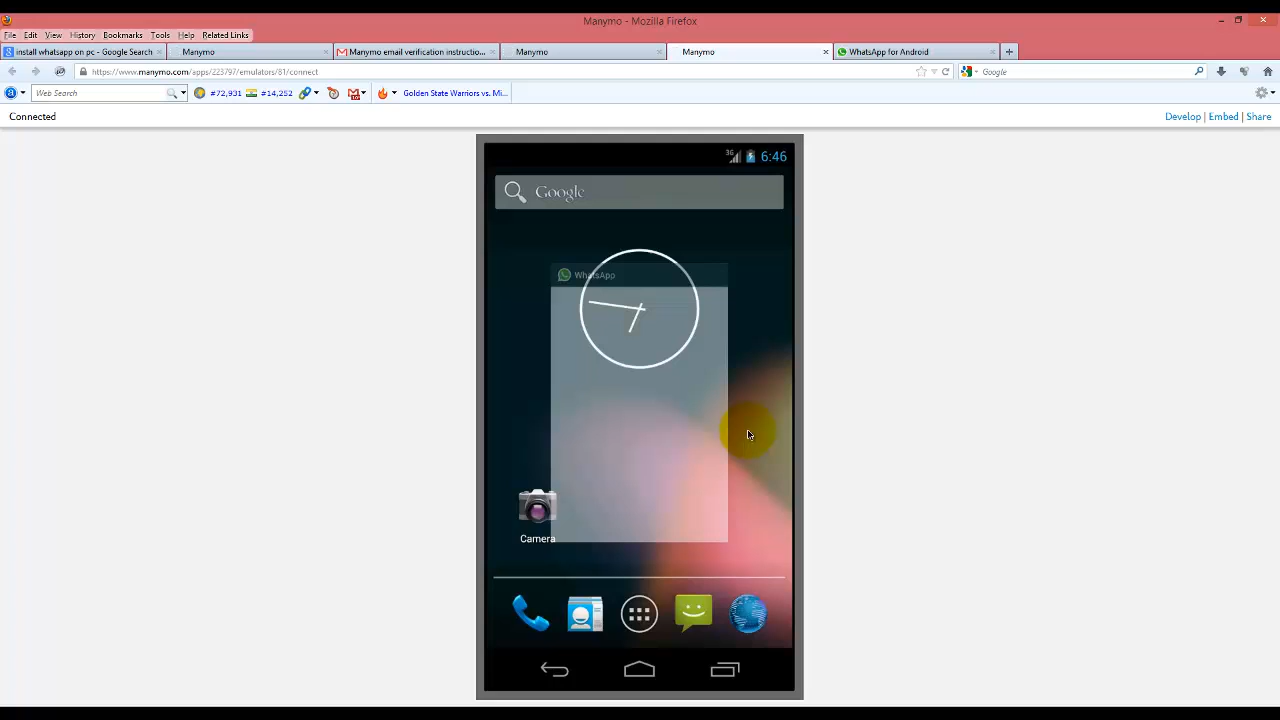 Manymo - Mozilla Firefox
File Edit View History Bookmarks Tools Help Related Links
install whatsapp on pc - Google Search
Manymo
Manymo email verification instructio...
Manymo
Manymo
WhatsApp for Android
https://www.manymo.com/apps/223797/emulators/81/connect
Google
Web Search
#72,931
#14,252
Golden State Warriors vs. Mi...
Connected
Develop | Embed | Share
3G
6:46
Google
WhatsApp
Camera